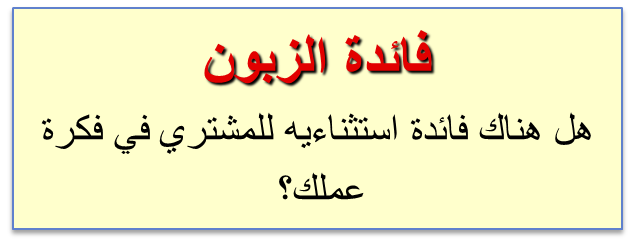 فائدة الزبون
هل هناك فائدة استثناءيه للمشتري في فكرة
عملك؟